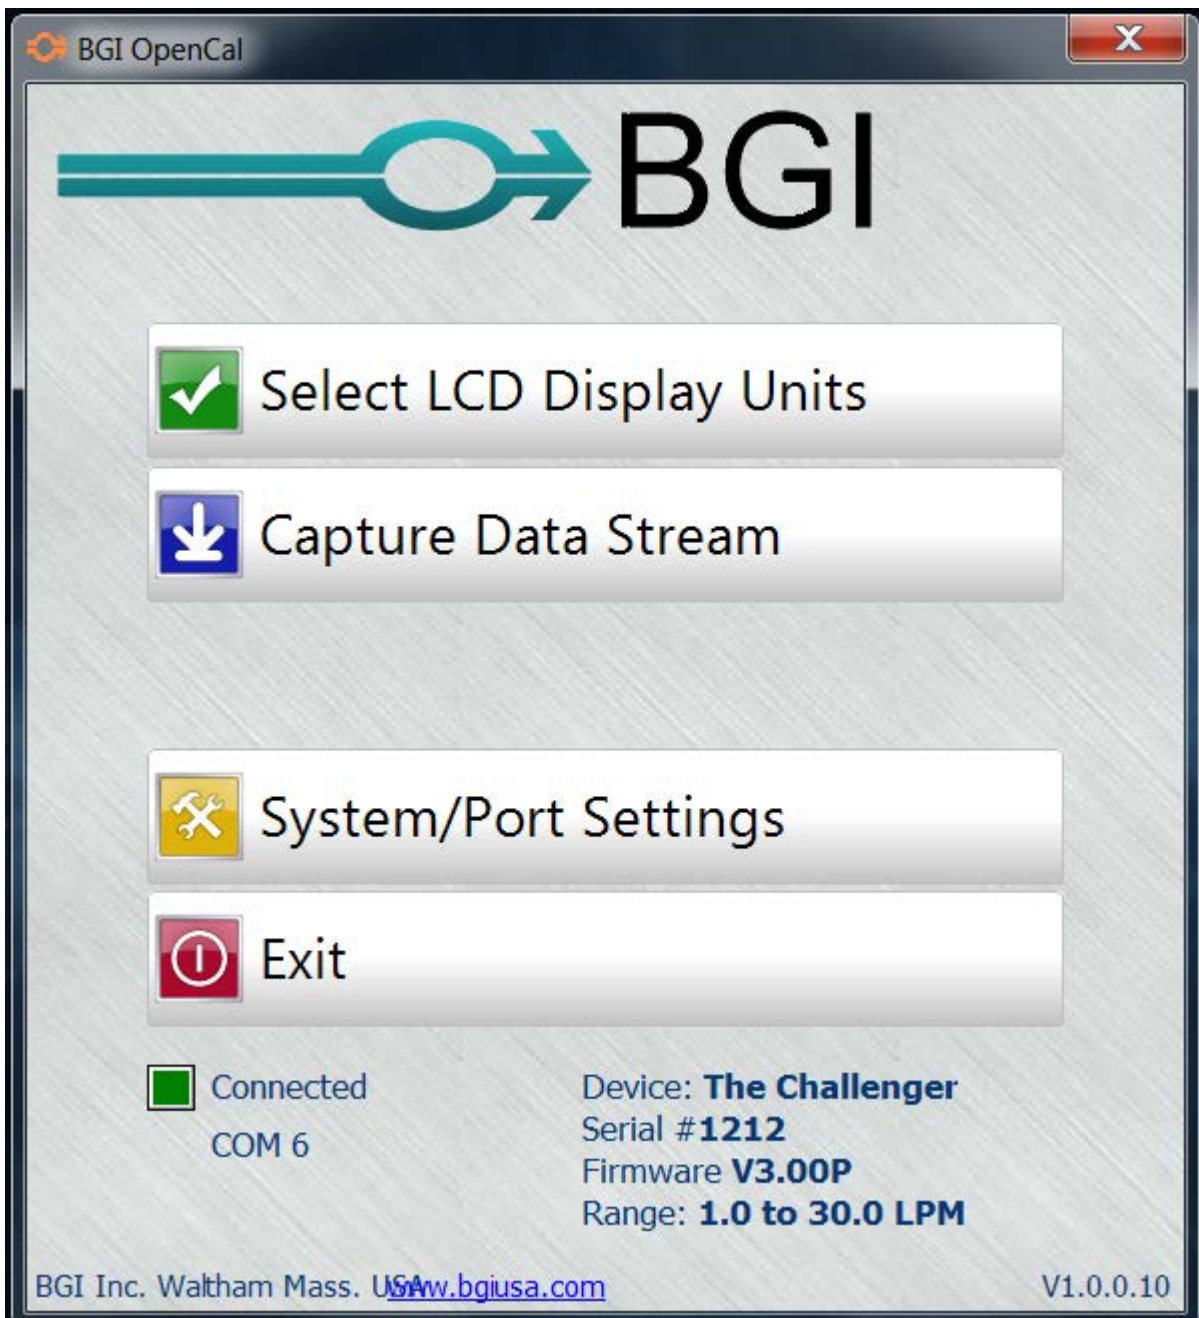 BGI OpenCal
BGI
Select LCD Display Units
Capture Data Stream
System/Port Settings
Exit
Connected
COM 6
Device: The Challenger
Serial #1212
Firmware V3.00P
Range: 1.0 to 30.0 LPM
BGI Inc. Waltham Mass. USA www.bgiusa.com V1.0.0.10